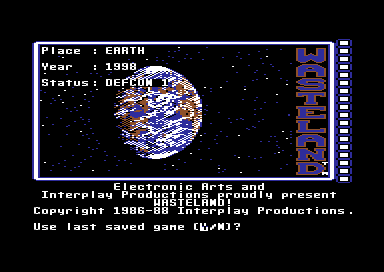 Place : EARTH
Year : 1998
Status: DEFCON 1
WASTELAND
Electronic Arts and
Interplay Productions proudly present
WASTELAND!
Copyright 1986-88 Interplay Productions.
Use last saved game (Y/N)?